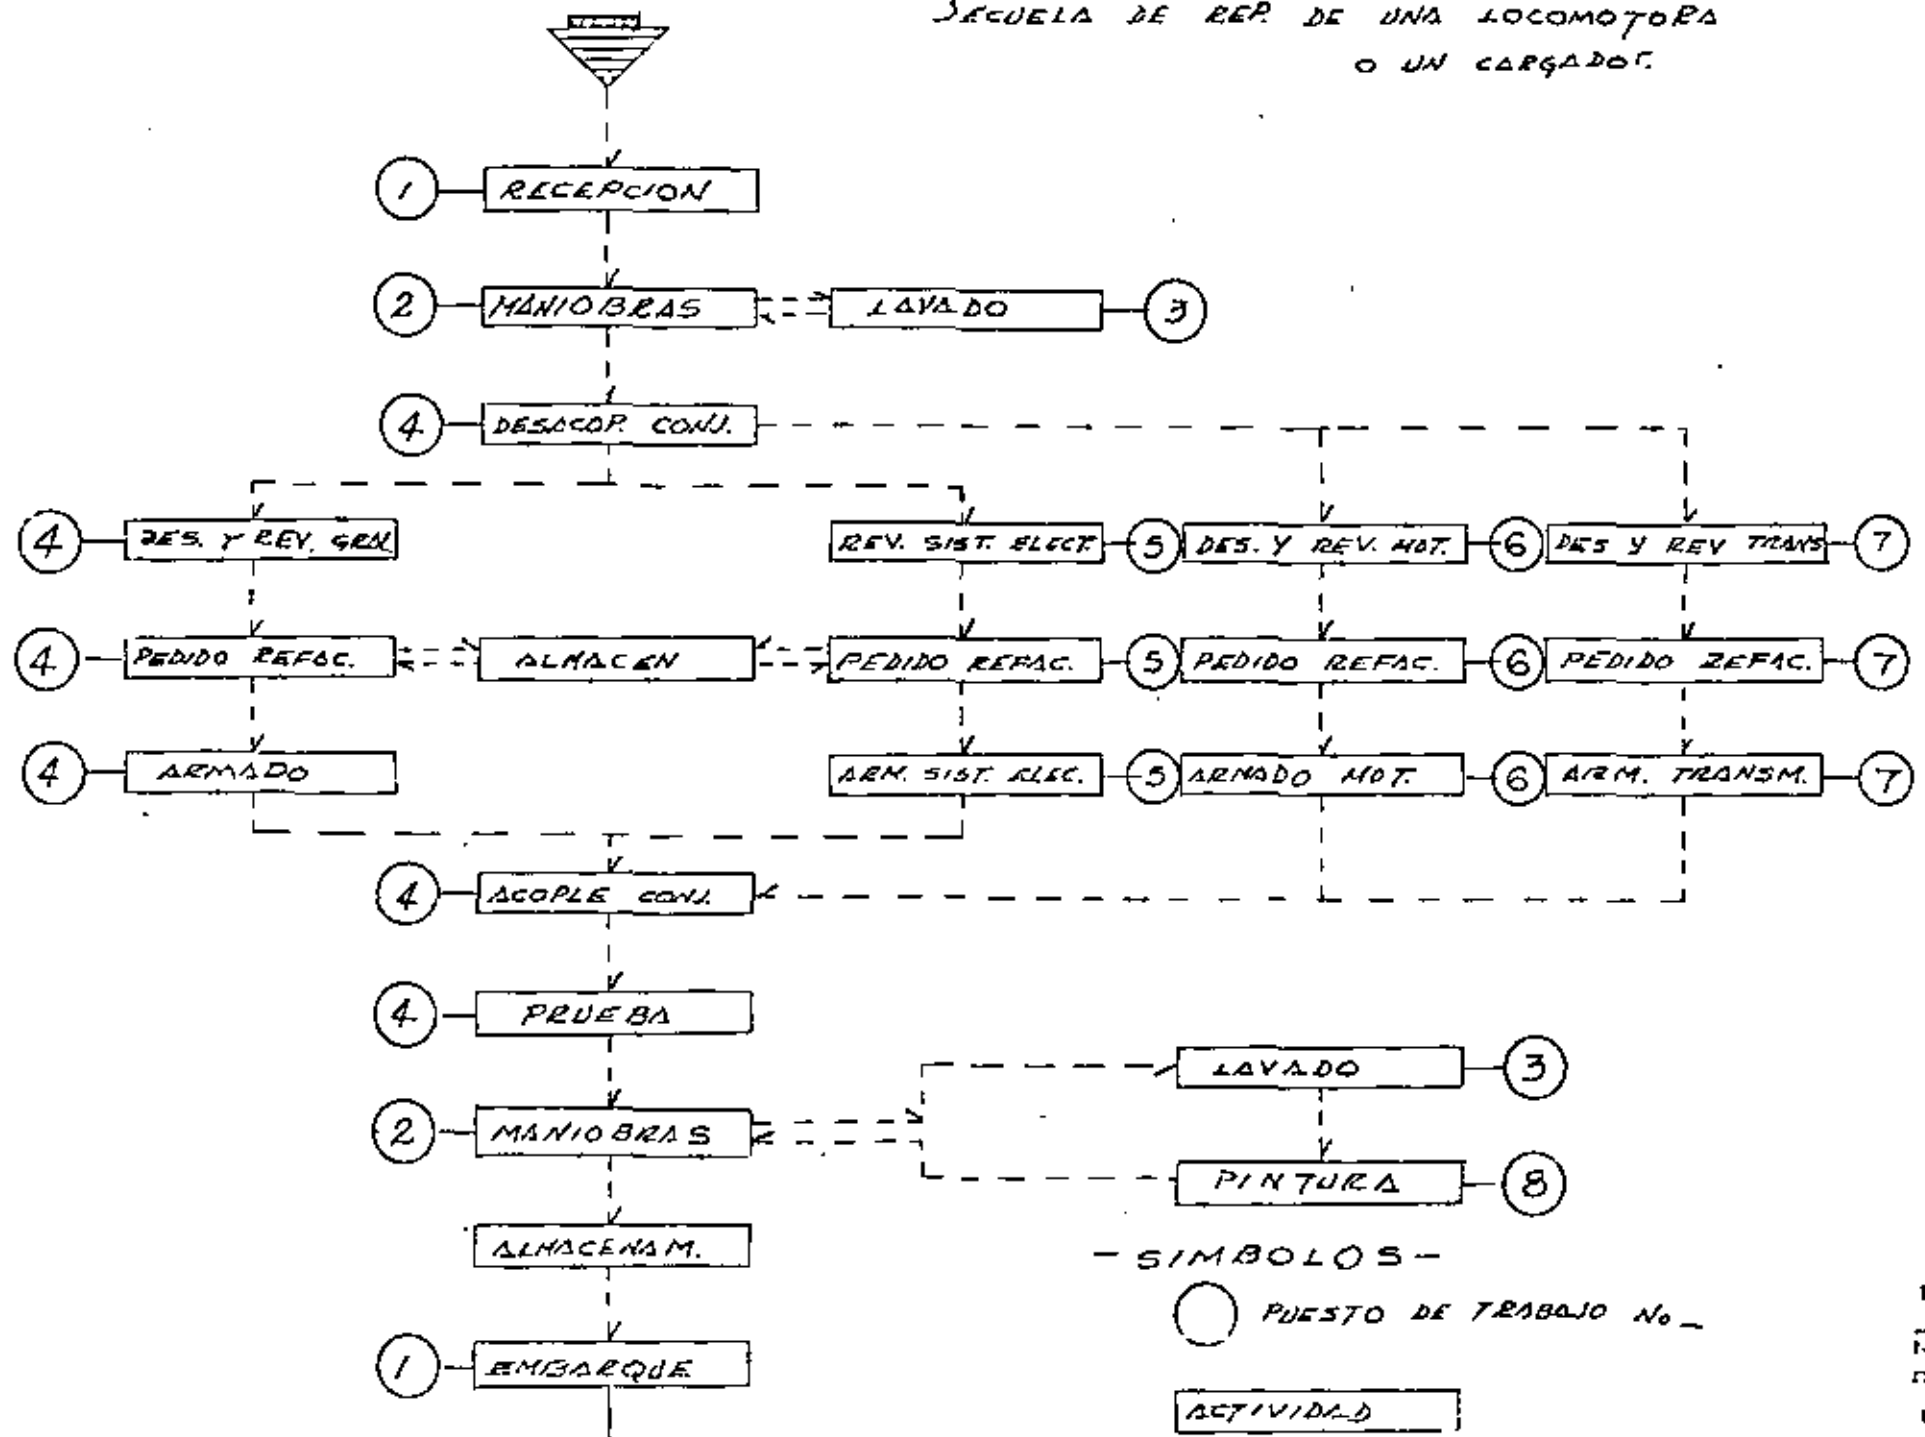 SECUELA DE REP. DE UNA LOCOMOTORA
O UN CARGADOR.
1 RECEPCION
2 MANIOBRAS LAVADO 3
4 DESACOP. CONJ.
4 DES. Y REV. GRN. REV. SIST. ELECT. 5 DES. Y REV. MOT. 6 DES Y REV TRANS 7
4 PEDIDO REFAC. ALMACEN PEDIDO REFAC. 5 PEDIDO REFAC. 6 PEDIDO REFAC. 7
4 ARMADO ARM. SIST. ELEC. 5 ARMADO MOT. 6 ARM. TRANSM. 7
4 ACOPLE CONJ.
4 PRUEBA
LAVADO 3
2 MANIOBRAS
PINTURA 8
ALMACENAM.
- SIMBOLOS -
PUESTO DE TRABAJO No _
1 EMBARQUE
ACTIVIDAD